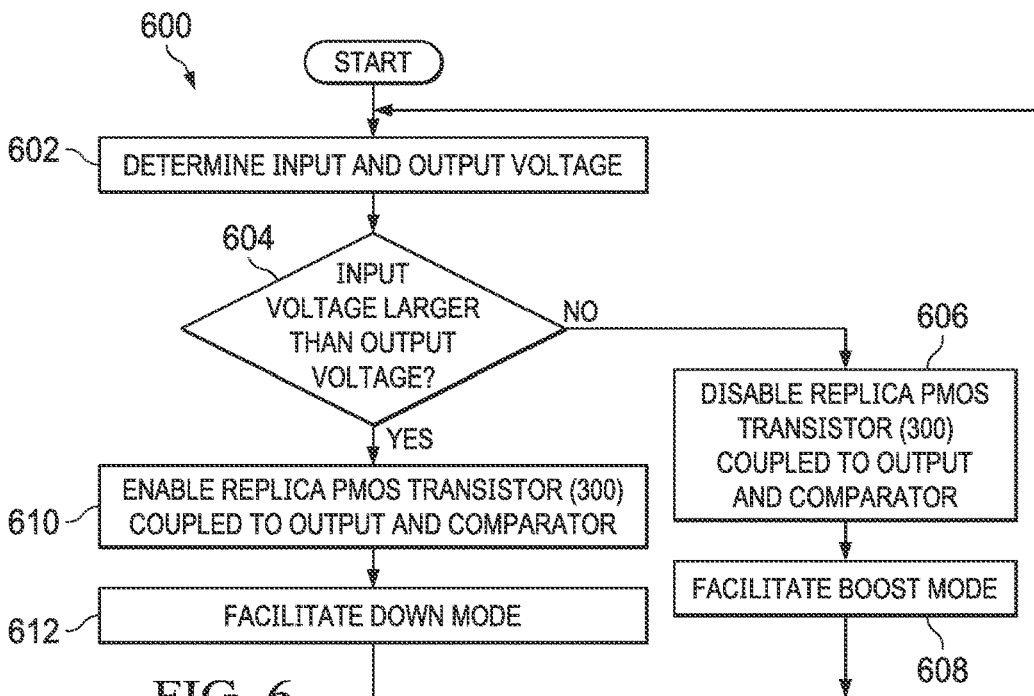 600
START
602
DETERMINE INPUT AND OUTPUT VOLTAGE
604
INPUT
VOLTAGE LARGER
THAN OUTPUT
VOLTAGE?
NO
YES
606
DISABLE REPLICA PMOS
TRANSISTOR (300)
COUPLED TO OUTPUT
AND COMPARATOR
610
ENABLE REPLICA PMOS TRANSISTOR (300)
COUPLED TO OUTPUT AND COMPARATOR
FACILITATE BOOST MODE
608
612
FACILITATE DOWN MODE
FIG. 6